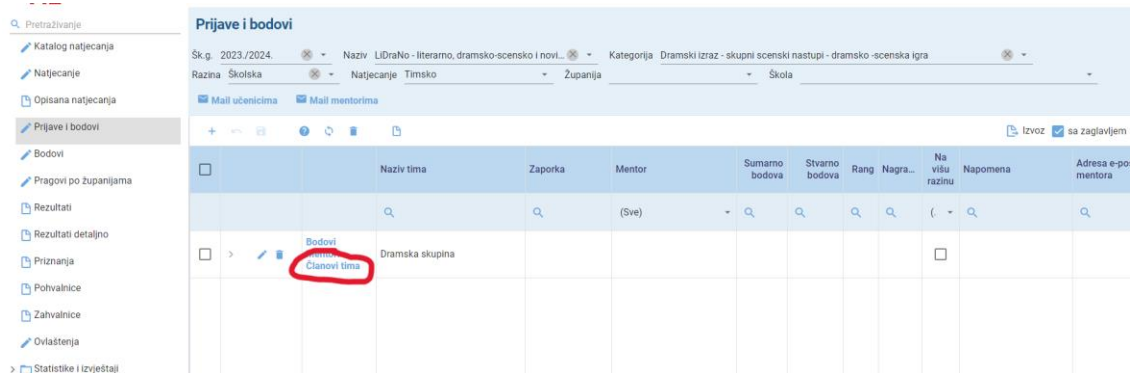 Pretraživanje
Katalog natjecanja
Natjecanje
Opisana natjecanja
Prijave i bodovi
Bodovi
Pragovi po županijama
Rezultati
Rezultati detaljno
Priznanja
Pohvalnice
Zahvalnice
Ovlaštenja
Statistike i izvještaji
Prijave i bodovi
Šk.g. 2023./2024. Naziv LiDraNo - literarno, dramsko-scensko i novi... Kategorija Dramski izraz - skupni scenski nastupi - dramsko -scenska igra
Razina Školska Natjecanje Timsko Županija Škola
Mail učenicima Mail mentorima
Izvoz sa zaglavljem
Naziv tima Zaporka Mentor Sumarno bodova Stvarno bodova Rang Nagra... Na višu razinu Napomena Adresa e-po mentora
(Sve) (.
Bodovi
Članovi tima
Dramska skupina